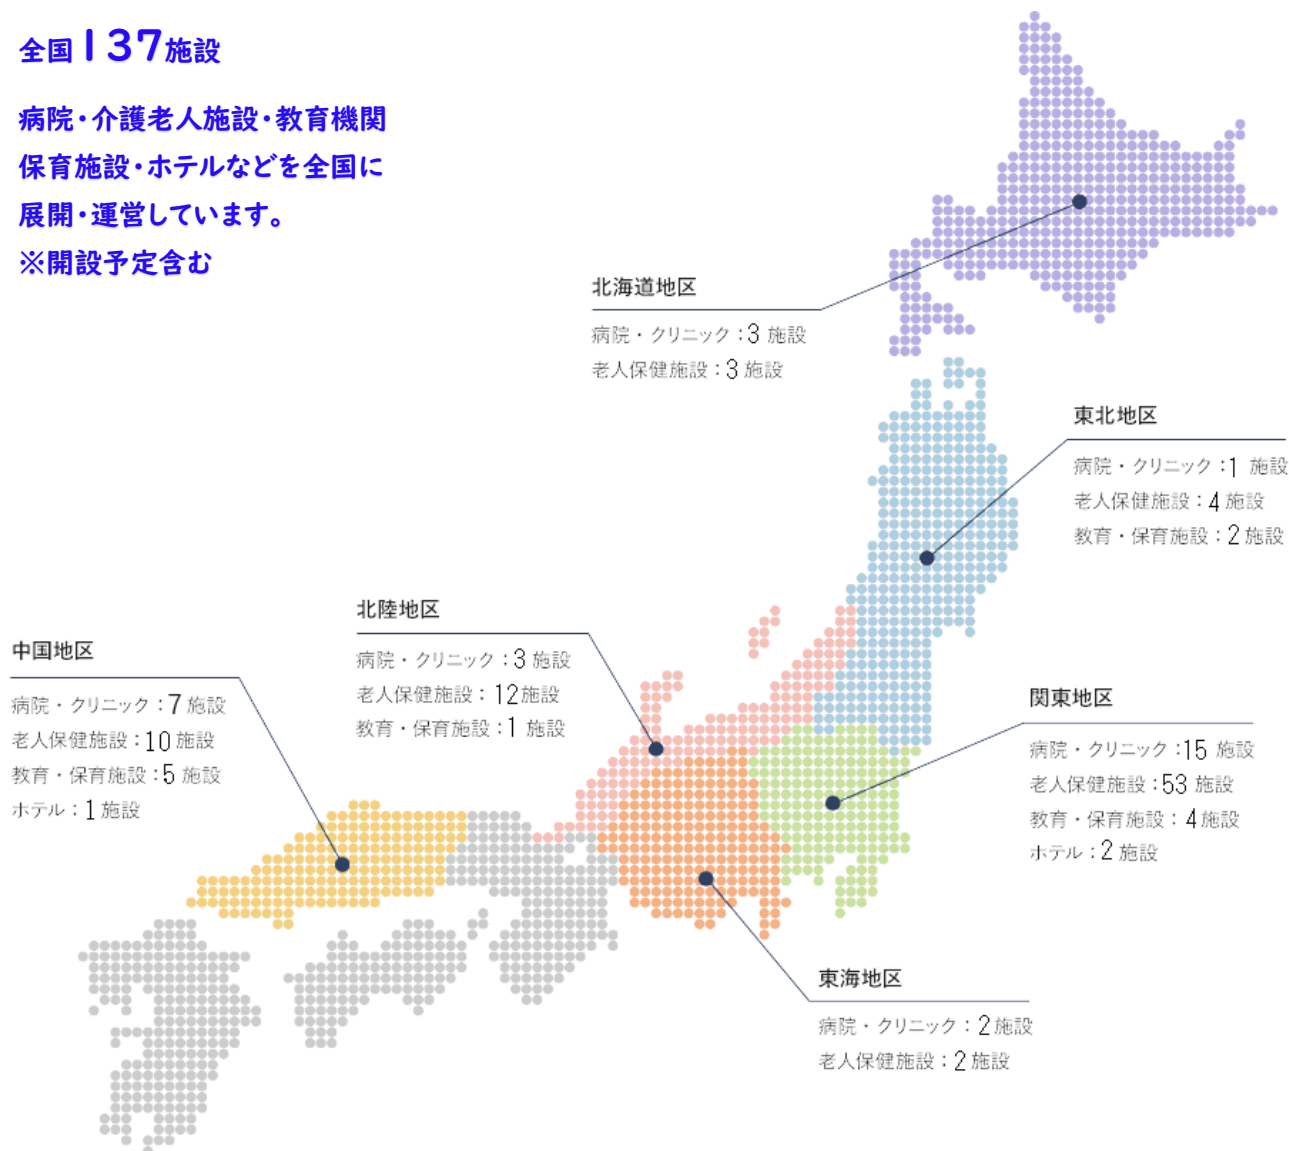 全国137施設
病院・介護老人施設・教育機関
保育施設・ホテルなどを全国に
展開・運営しています。
※開設予定含む
北海道地区
病院・クリニック：3 施設
老人保健施設：3 施設
東北地区
病院・クリニック：1 施設
老人保健施設：4 施設
教育・保育施設：2 施設
北陸地区
病院・クリニック：3 施設
老人保健施設：12施設
教育・保育施設：1 施設
中国地区
病院・クリニック：7 施設
老人保健施設：10 施設
教育・保育施設：5 施設
ホテル：1 施設
関東地区
病院・クリニック：15 施設
老人保健施設：53 施設
教育・保育施設：4施設
ホテル：2 施設
東海地区
病院・クリニック：2 施設
老人保健施設：2 施設